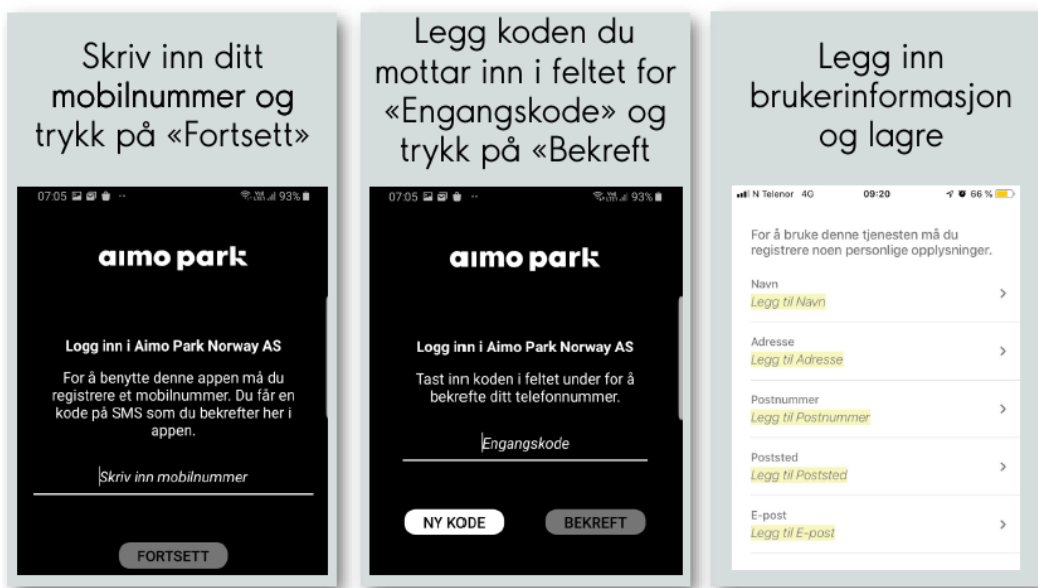 Skriv inn ditt
mobilnummer og
trykk på «Fortsett»
07:05
93%
aimo park
Logg inn i Aimo Park Norway AS
For å benytte denne appen må du
registrere et mobilnummer. Du får en
kode på SMS som du bekrefter her i
appen.
Skriv inn mobilnummer
FORTSETT
Legg koden du
mottar inn i feltet for
«Engangskode» og
trykk på «Bekreft
07:05
93%
aimo park
Logg inn i Aimo Park Norway AS
Tast inn koden i feltet under for å
bekrefte ditt telefonnummer.
Engangskode
NY KODE BEKREFT
Legg inn
brukerinformasjon
og lagre
N Telenor 4G 09:20 66 %
For å bruke denne tjenesten må du
registrere noen personlige opplysninger.
Navn
Legg til Navn
Adresse
Legg til Adresse
Postnummer
Legg til Postnummer
Poststed
Legg til Poststed
E-post
Legg til E-post